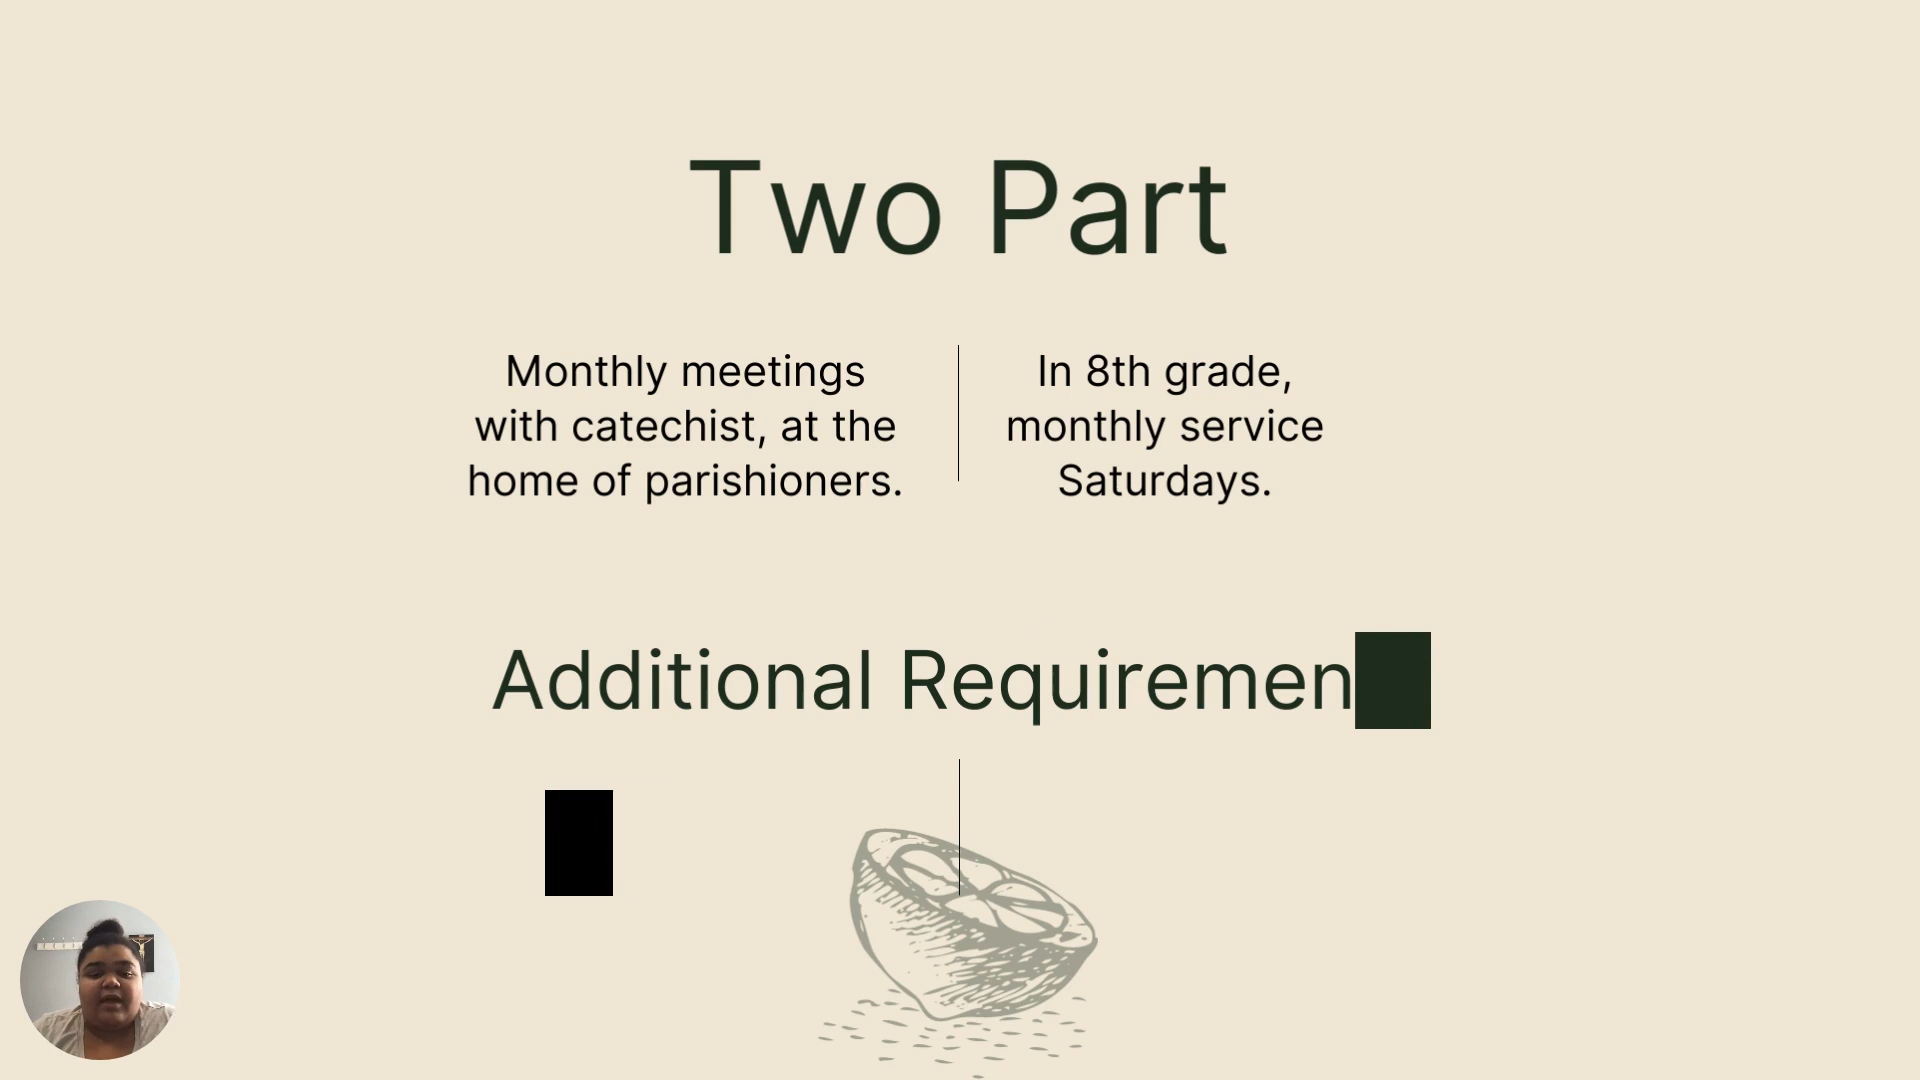 Two Part
Monthly meetings
with catechist, at the
home of parishioners.
In 8th grade,
monthly service
Saturdays.
Additional Requiremen